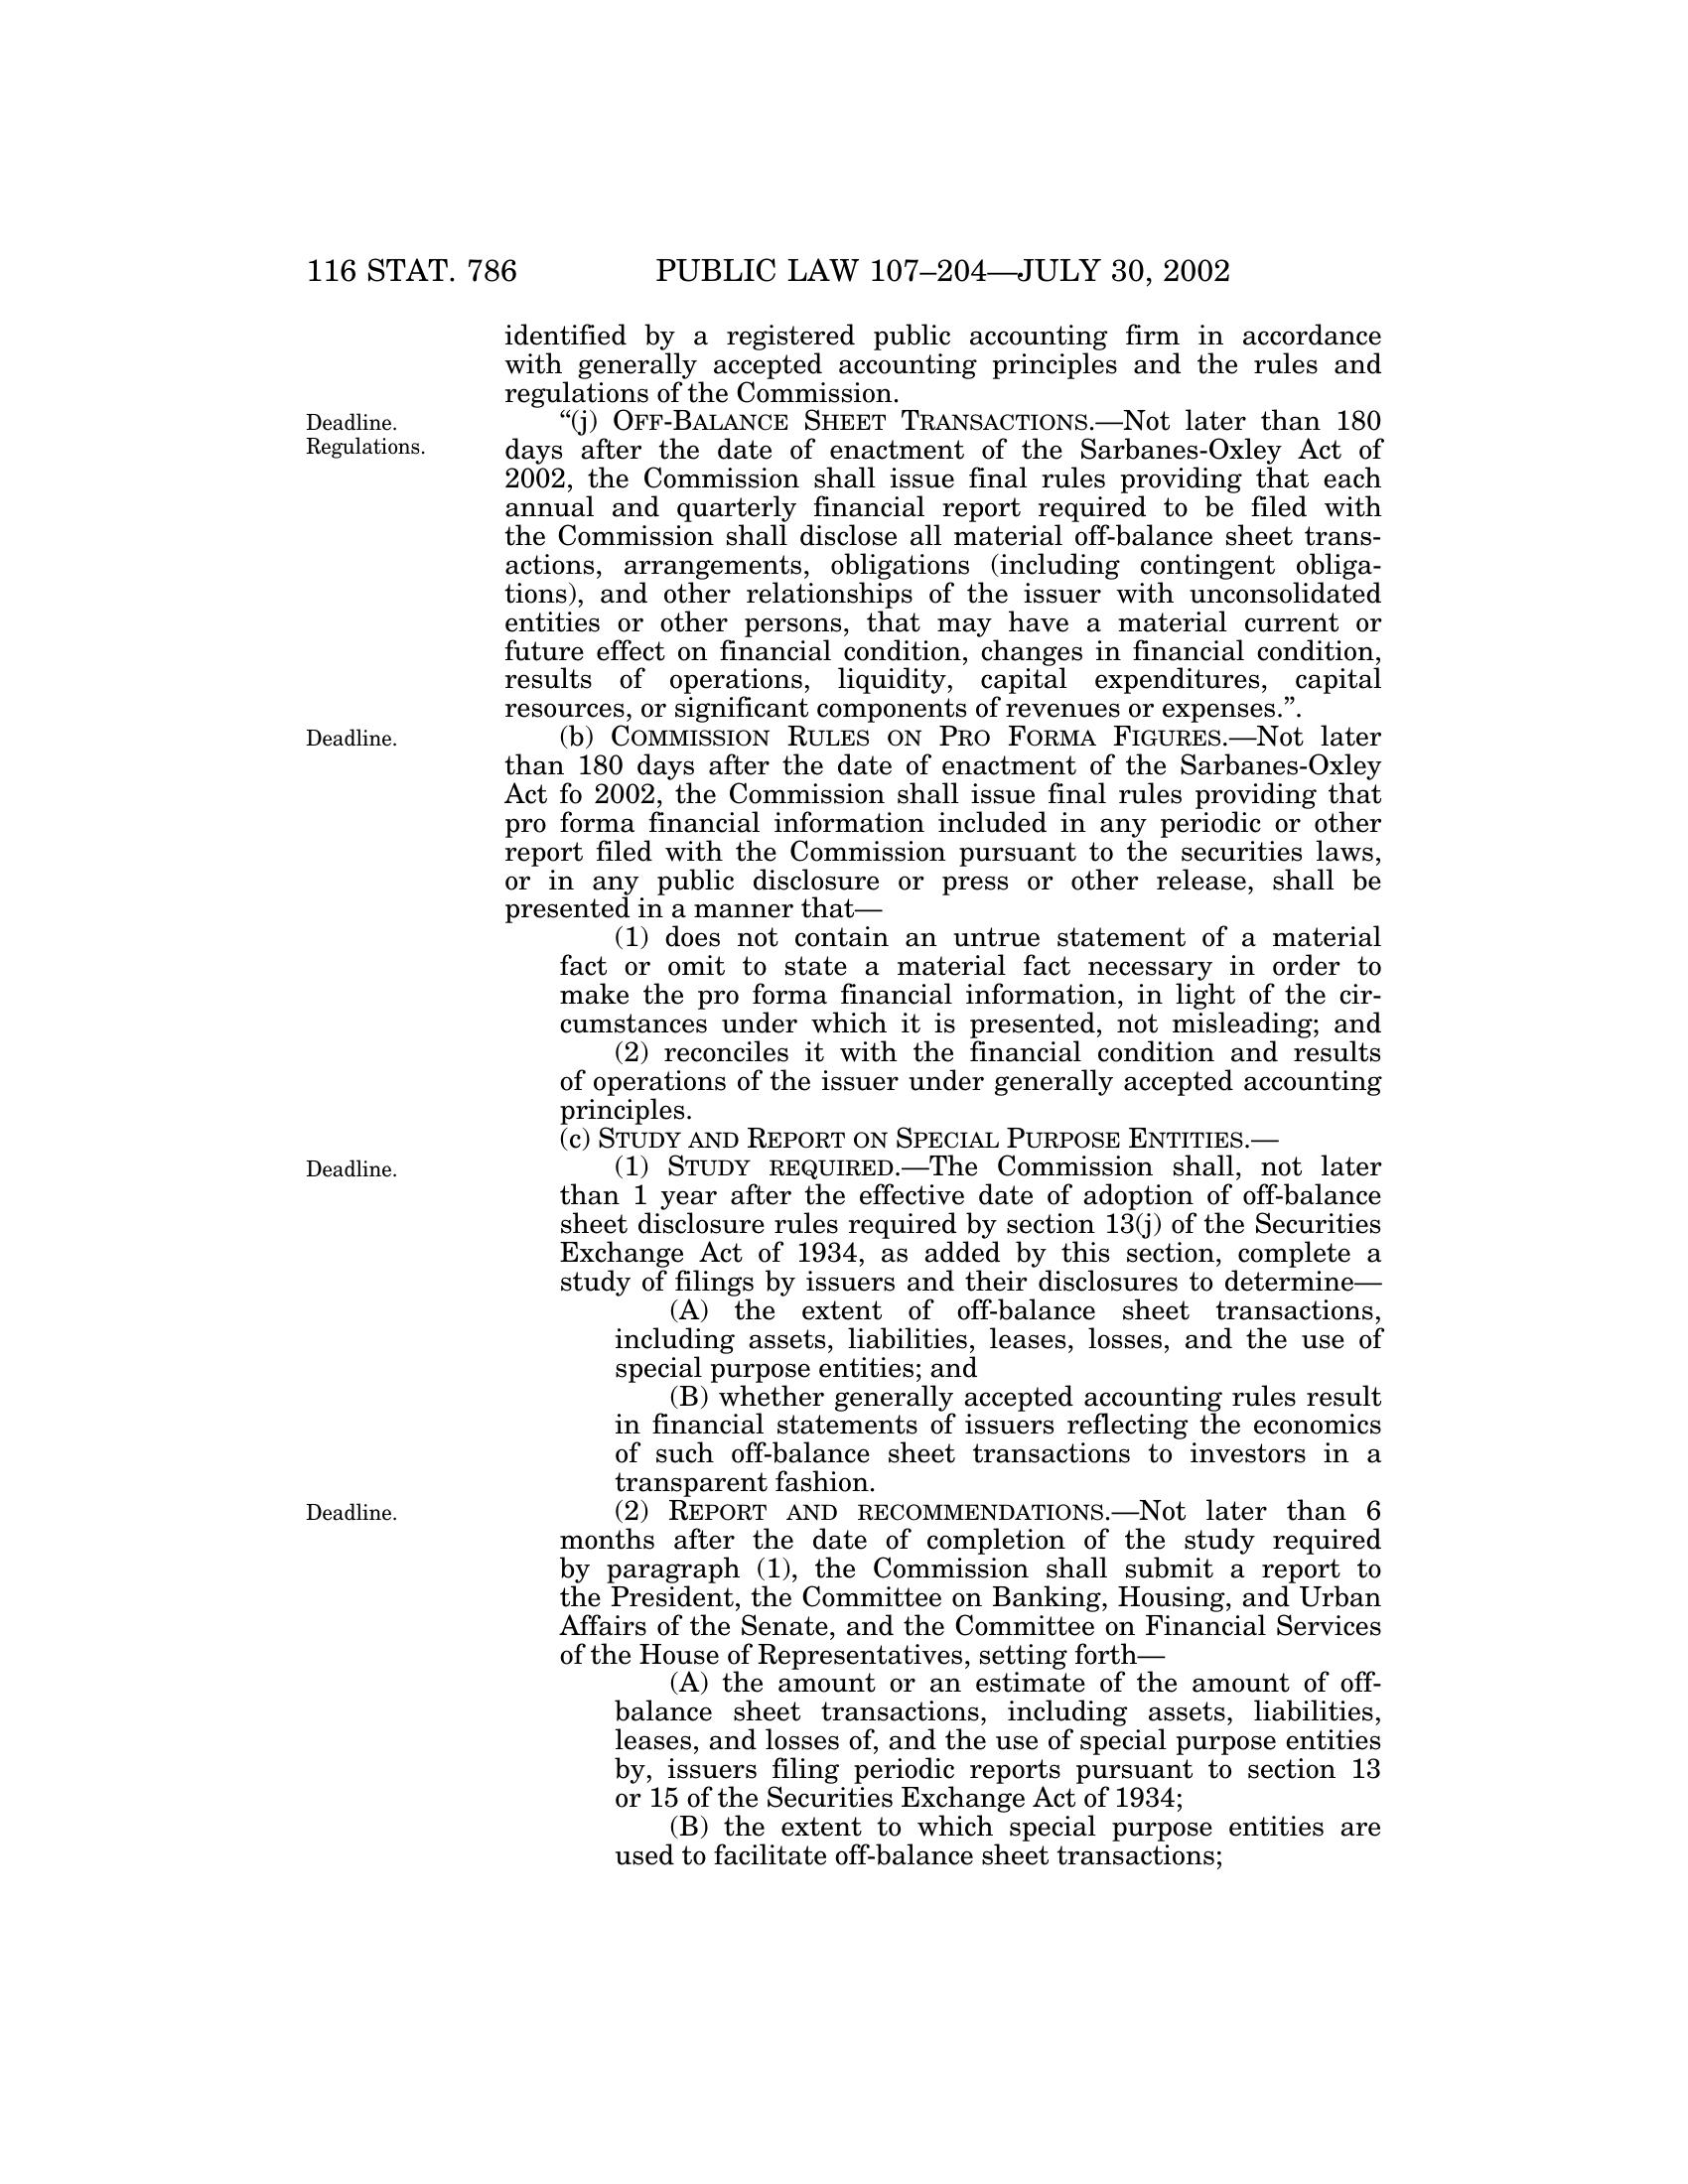 116 STAT. 786 PUBLIC LAW 107–204—JULY 30, 2002
identified by a registered public accounting firm in accordance
with generally accepted accounting principles and the rules and
regulations of the Commission.
Deadline.
Regulations.
“(j) OFF-BALANCE SHEET TRANSACTIONS.—Not later than 180
days after the date of enactment of the Sarbanes-Oxley Act of
2002, the Commission shall issue final rules providing that each
annual and quarterly financial report required to be filed with
the Commission shall disclose all material off-balance sheet trans-
actions, arrangements, obligations (including contingent obliga-
tions), and other relationships of the issuer with unconsolidated
entities or other persons, that may have a material current or
future effect on financial condition, changes in financial condition,
results of operations, liquidity, capital expenditures, capital
resources, or significant components of revenues or expenses.”.
Deadline.
(b) COMMISSION RULES ON PRO FORMA FIGURES.—Not later
than 180 days after the date of enactment of the Sarbanes-Oxley
Act fo 2002, the Commission shall issue final rules providing that
pro forma financial information included in any periodic or other
report filed with the Commission pursuant to the securities laws,
or in any public disclosure or press or other release, shall be
presented in a manner that—
(1) does not contain an untrue statement of a material
fact or omit to state a material fact necessary in order to
make the pro forma financial information, in light of the cir-
cumstances under which it is presented, not misleading; and
(2) reconciles it with the financial condition and results
of operations of the issuer under generally accepted accounting
principles.
(c) STUDY AND REPORT ON SPECIAL PURPOSE ENTITIES.—
Deadline.
(1) STUDY REQUIRED.—The Commission shall, not later
than 1 year after the effective date of adoption of off-balance
sheet disclosure rules required by section 13(j) of the Securities
Exchange Act of 1934, as added by this section, complete a
study of filings by issuers and their disclosures to determine—
(A) the extent of off-balance sheet transactions,
including assets, liabilities, leases, losses, and the use of
special purpose entities; and
(B) whether generally accepted accounting rules result
in financial statements of issuers reflecting the economics
of such off-balance sheet transactions to investors in a
transparent fashion.
Deadline.
(2) REPORT AND RECOMMENDATIONS.—Not later than 6
months after the date of completion of the study required
by paragraph (1), the Commission shall submit a report to
the President, the Committee on Banking, Housing, and Urban
Affairs of the Senate, and the Committee on Financial Services
of the House of Representatives, setting forth—
(A) the amount or an estimate of the amount of off-
balance sheet transactions, including assets, liabilities,
leases, and losses of, and the use of special purpose entities
by, issuers filing periodic reports pursuant to section 13
or 15 of the Securities Exchange Act of 1934;
(B) the extent to which special purpose entities are
used to facilitate off-balance sheet transactions;